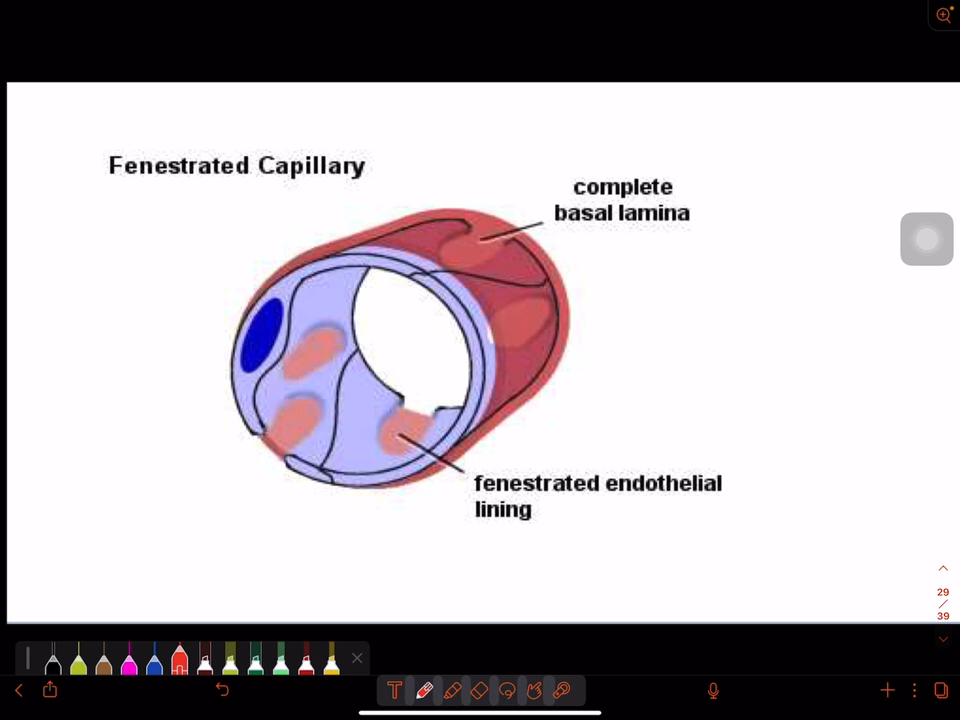 Fenestrated Capillary
complete
basal lamina
fenestrated endothelial
lining
29
/
39
T